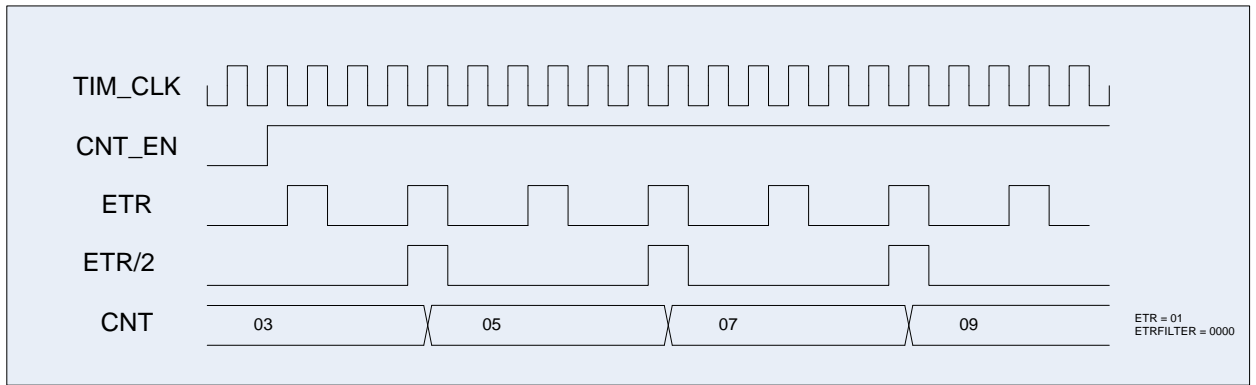 TIM_CLK
CNT_EN
ETR
ETR/2
CNT
03
05
07
09
ETR = 01
ETRFILTER = 0000